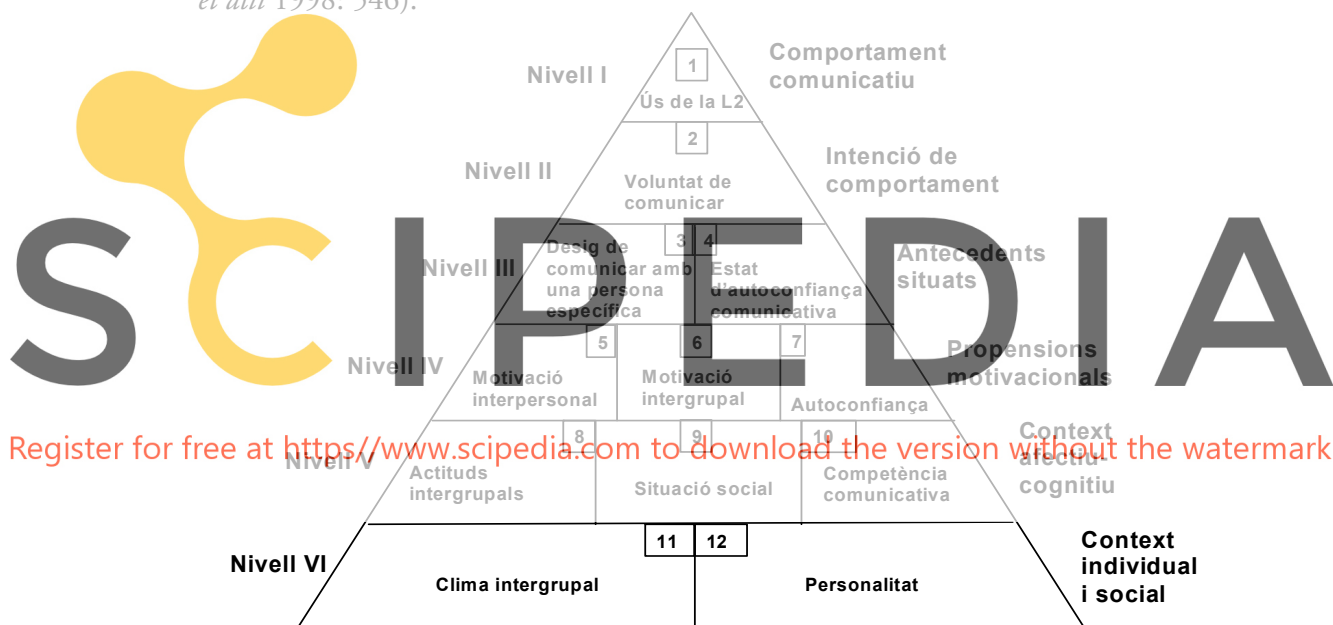 et alii 1998: 546).
Nivell I
1
Ús de la L2
Comportament
comunicatiu
Nivell II
2
Voluntat de
comunicar
Intenció de
comportament
Nivell III
3
4
Desig de
comunicar amb
una persona
específica
Estat
d'autoconfiança
comunicativa
Antecedents
situats
SCIPEDIA
Nivell IV
5
6
7
Motivació
interpersonal
Motivació
intergrupal
Autoconfiança
Propensions
motivacionals
Register for free at https://www.scipedia.com to download the version without the watermark
Nivell V
8
9
10
Actituds
intergrupals
Situació social
Competència
comunicativa
Context
afectiu-
cognitiu
Nivell VI
11
12
Clima intergrupal
Personalitat
Context
individual
i social